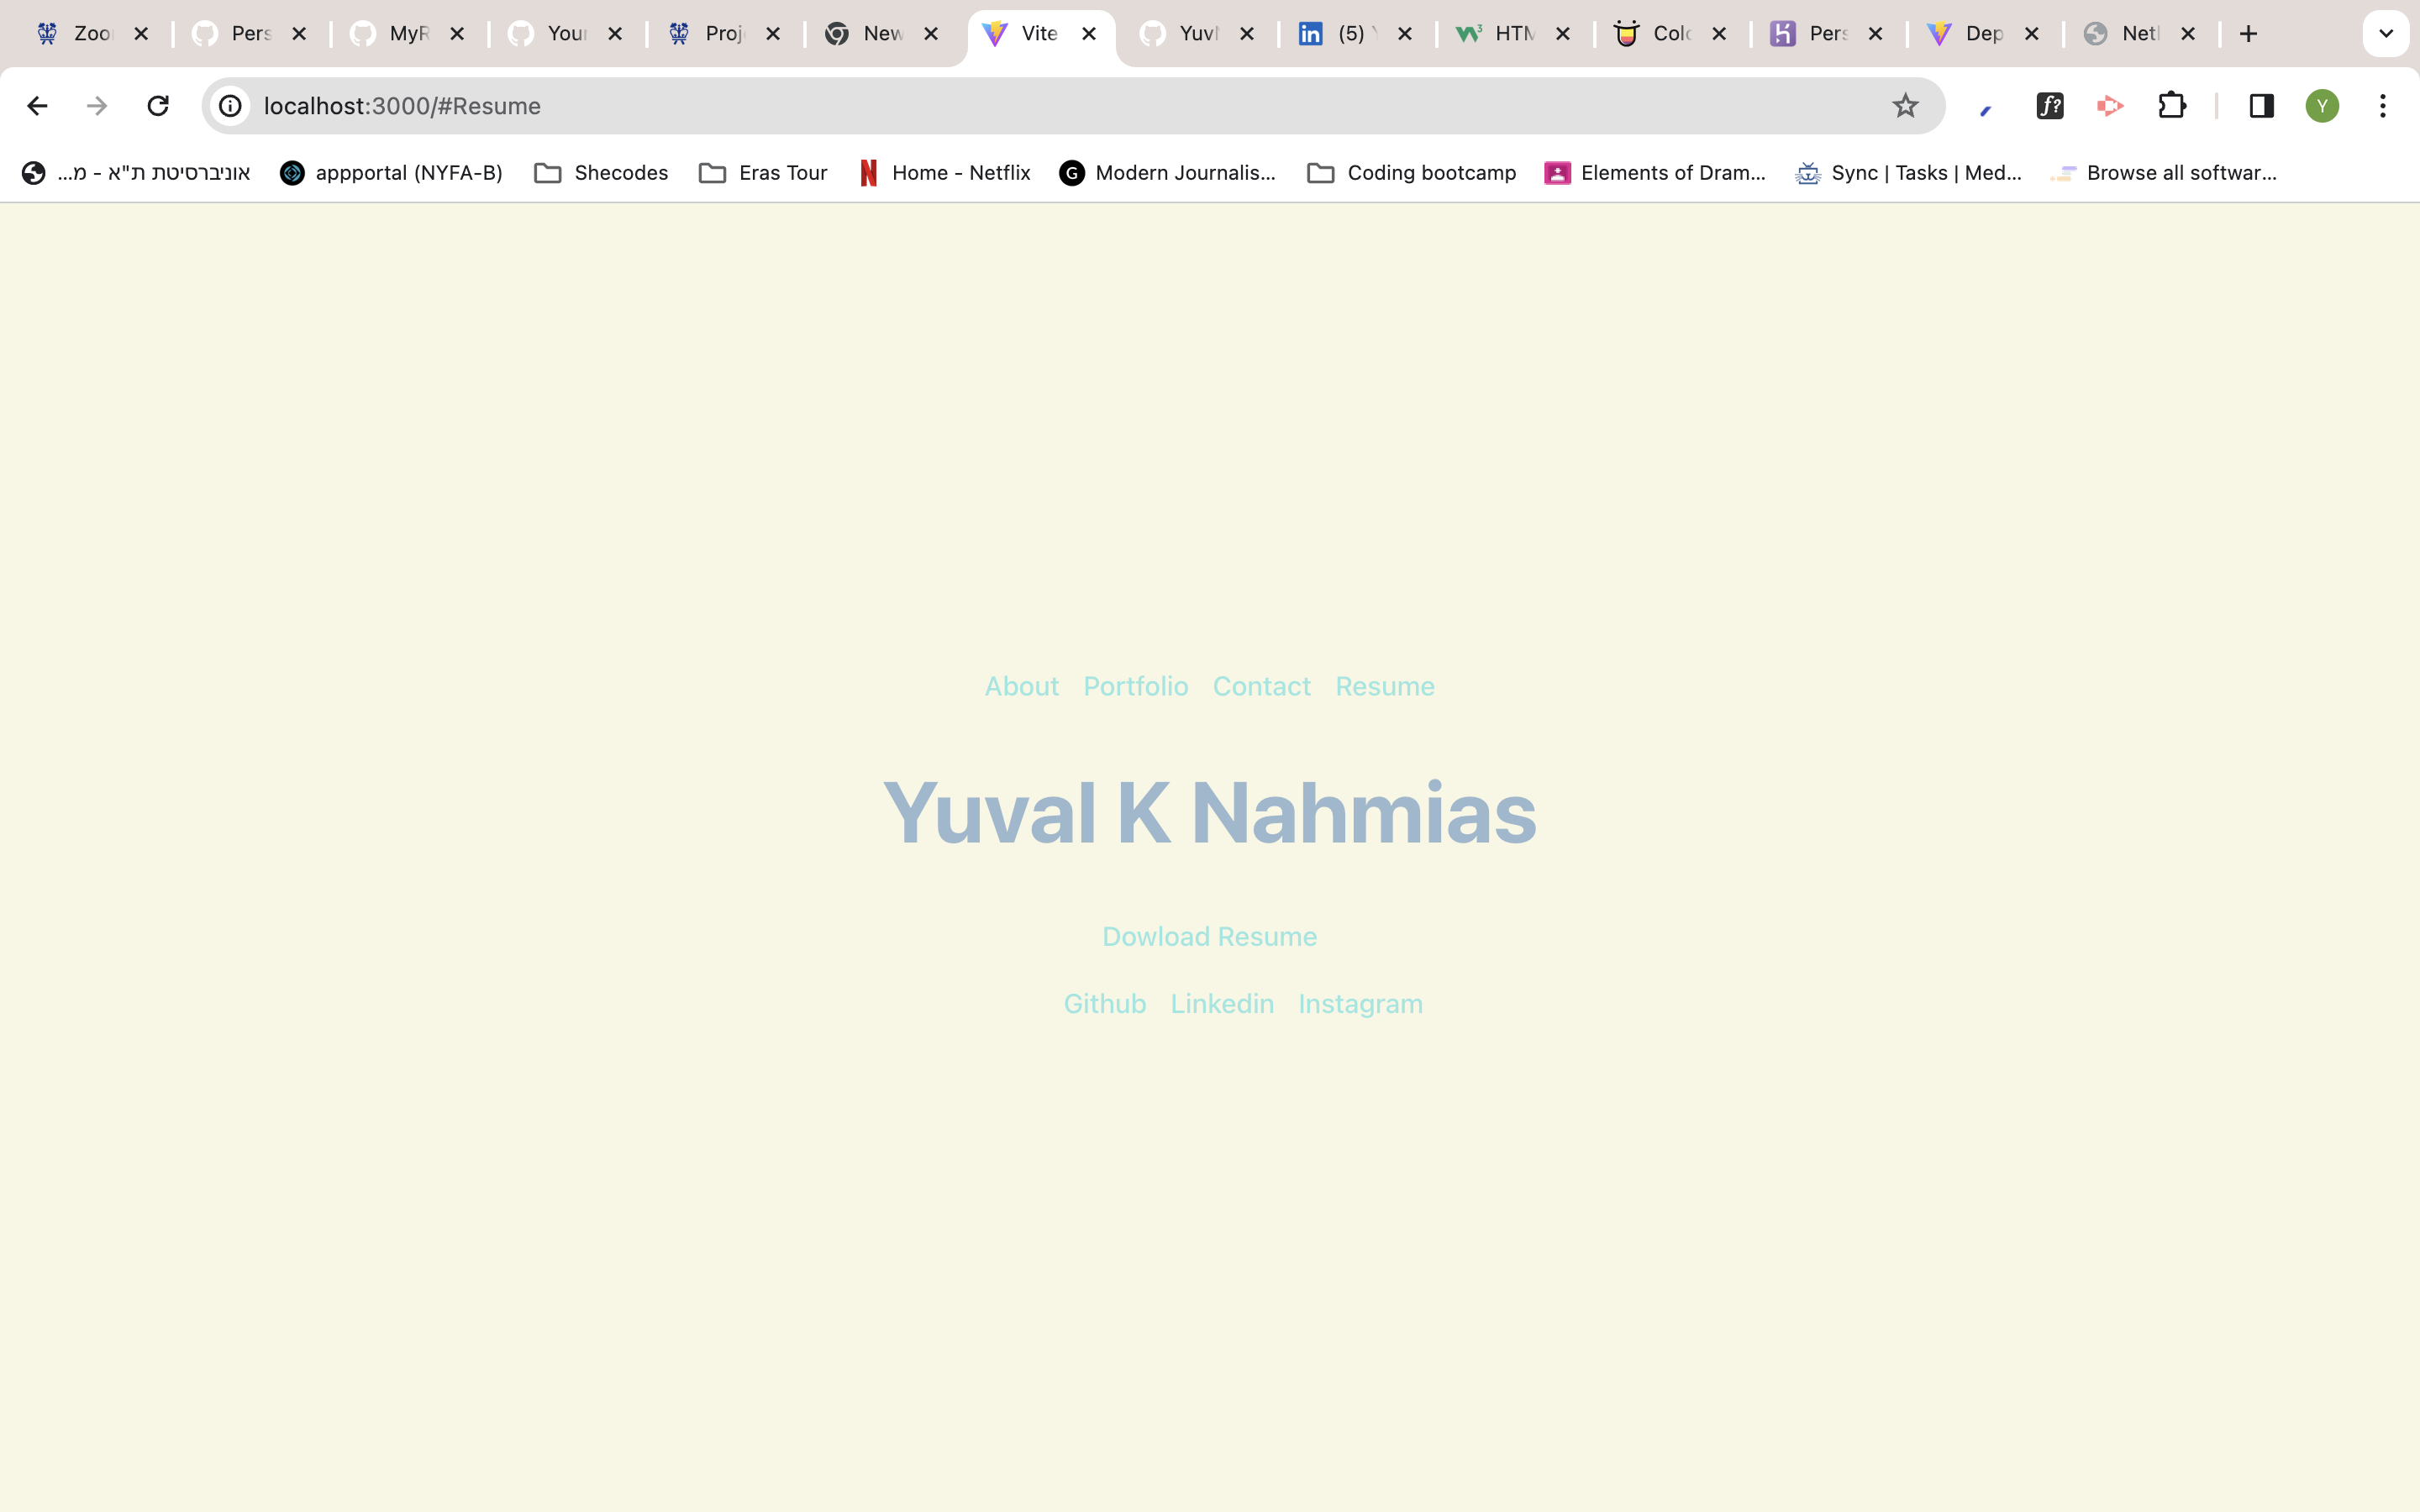 Zoo Pers MyR Your Proj New Vite Yuv (5) HTM Colo Pers Dep Netl
localhost:3000/#Resume Y
אוניברסיטת ת"א - מ... appportal (NYFA-B) Shecodes Eras Tour Home - Netflix Modern Journalis... Coding bootcamp Elements of Dram... Sync | Tasks | Med... Browse all softwar...
About Portfolio Contact Resume
Yuval K Nahmias
Dowload Resume
Github Linkedin Instagram